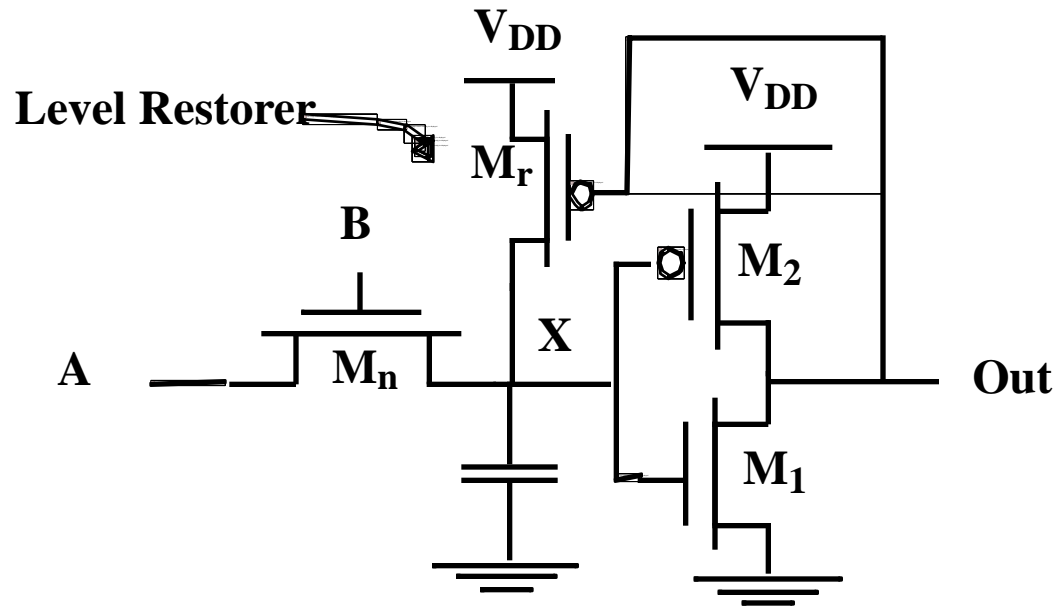 V_DD
Level Restorer
V_DD
M_r
B
M_2
X
A
M_n
Out
M_1